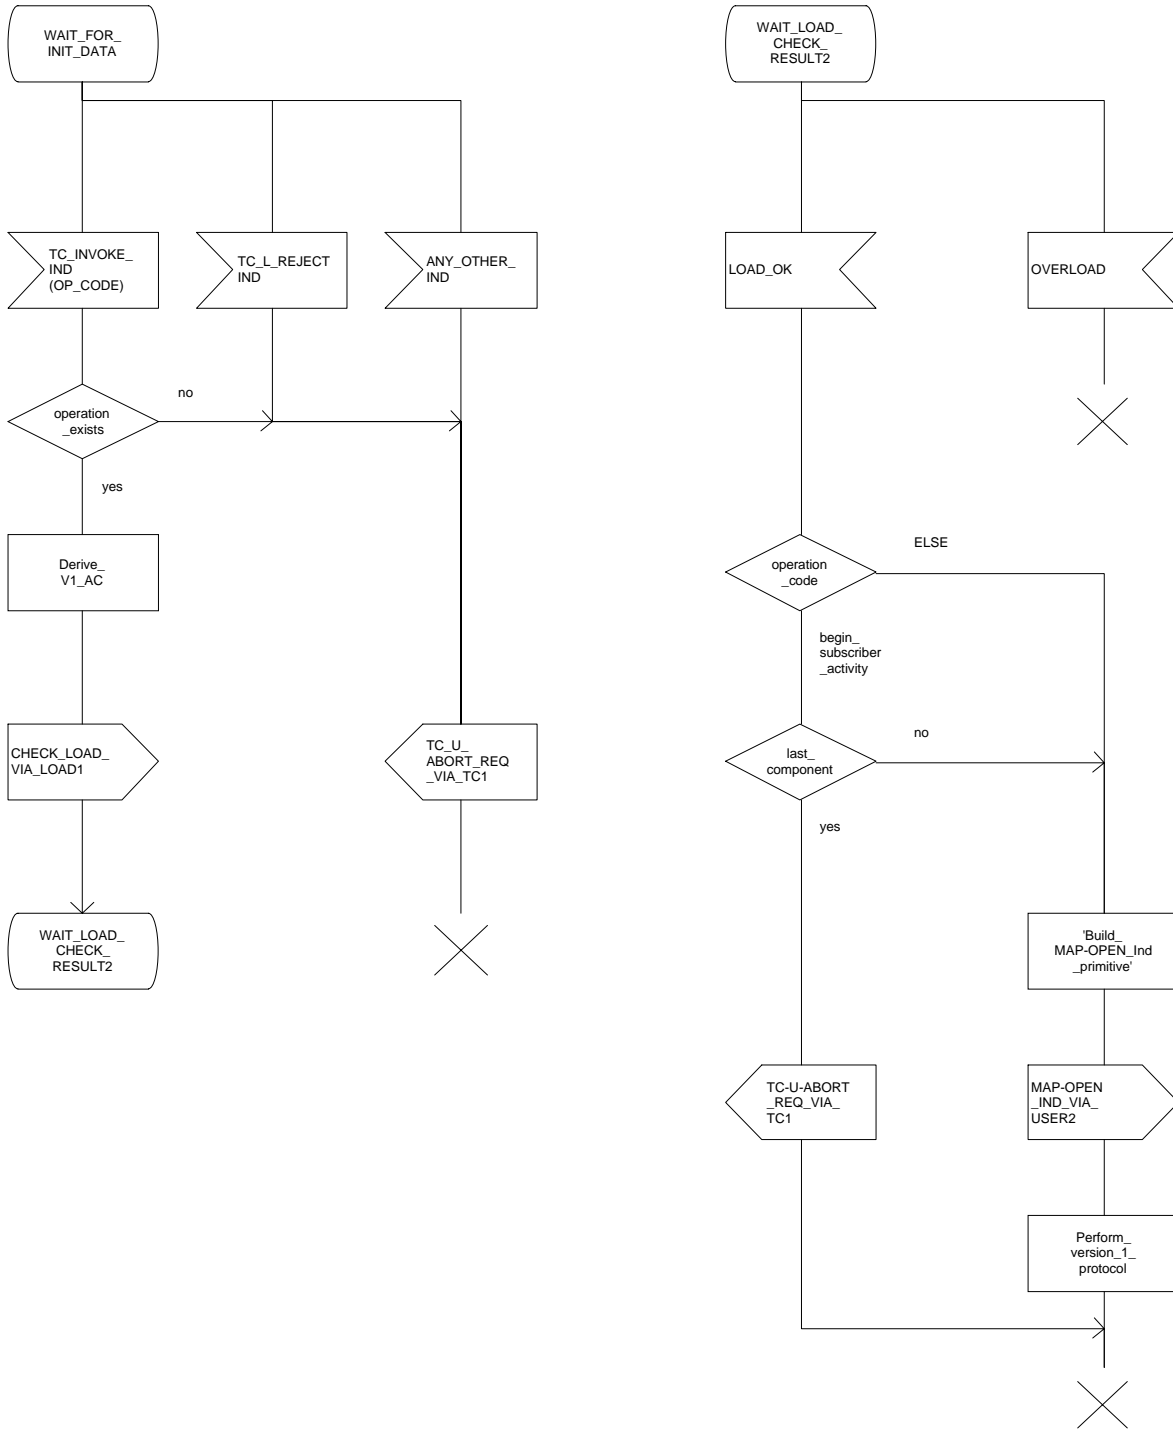 WAIT_FOR_
INIT_DATA
TC_INVOKE_
IND
(OP_CODE)
TC_L_REJECT
IND
ANY_OTHER_
IND
operation
_exists
no
yes
Derive_
V1_AC
CHECK_LOAD_
VIA_LOAD1
TC_U_
ABORT_REQ
_VIA_TC1
WAIT_LOAD_
CHECK_
RESULT2
WAIT_LOAD_
CHECK_
RESULT2
LOAD_OK
OVERLOAD
operation
_code
ELSE
begin_
subscriber
_activity
last_
component
no
yes
'Build_
MAP-OPEN_Ind
_primitive'
TC-U-ABORT
_REQ_VIA_
TC1
MAP-OPEN
_IND_VIA_
USER2
Perform_
version_1_
protocol